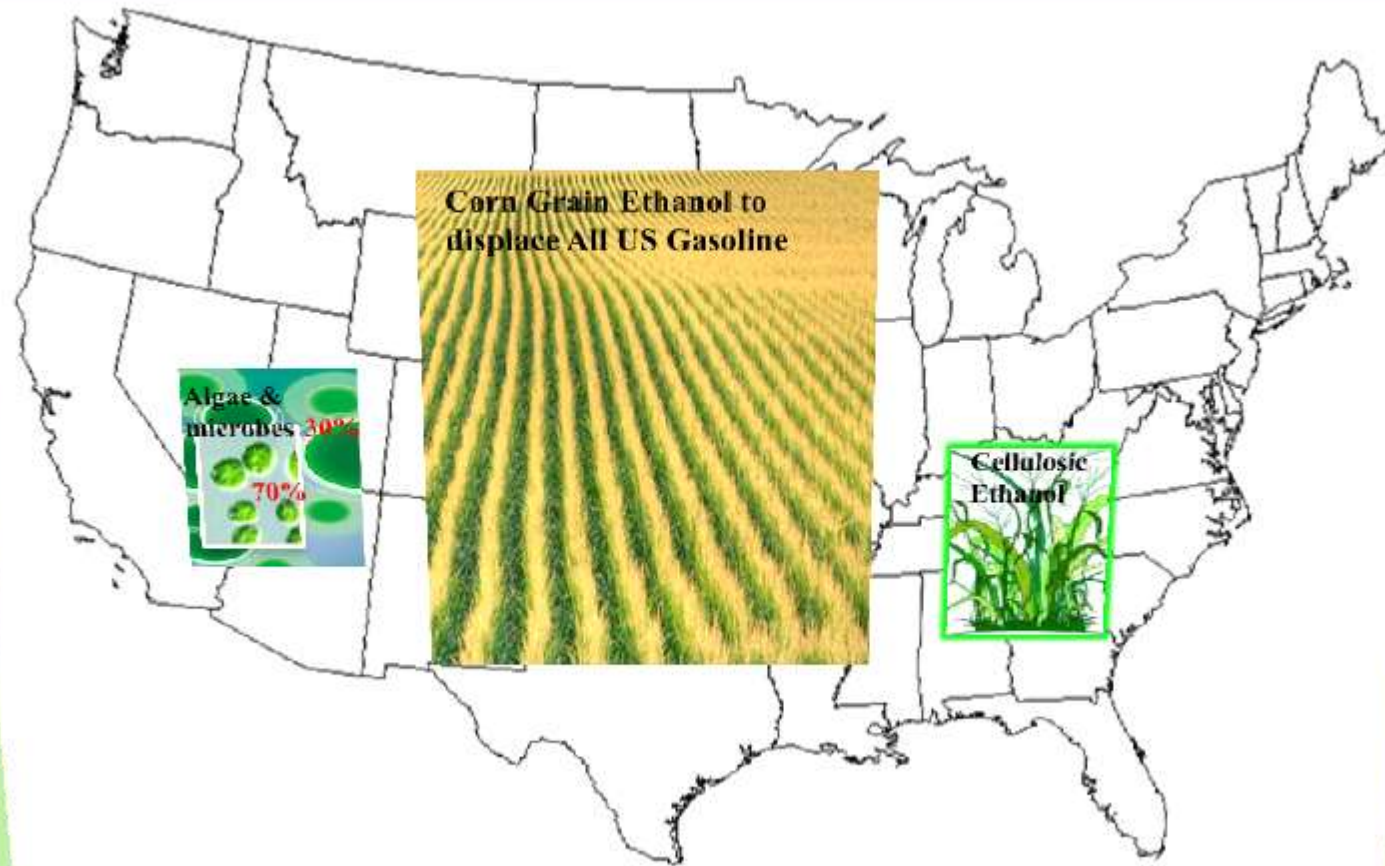 Corn Grain Ethanol to
displace All US Gasoline
Algae &
microbes 30%
70%
Cellulosic
Ethanol